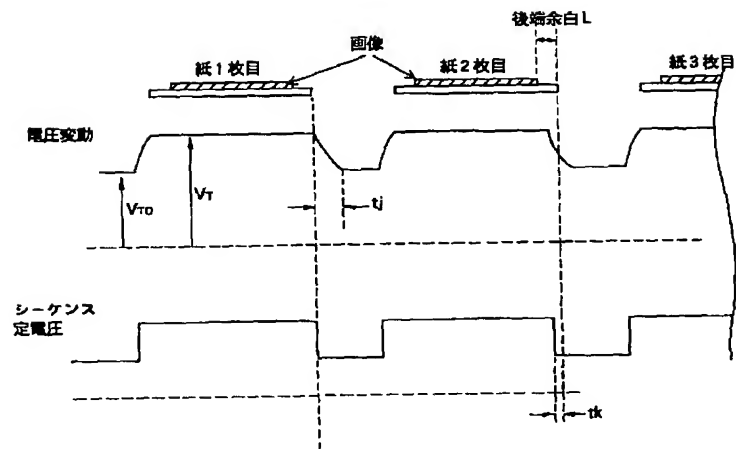 後端余白L
画像
紙1枚目
紙2枚目
紙3枚目
電圧変動
VTO
VT
tj
シーケンス
定電圧
tk